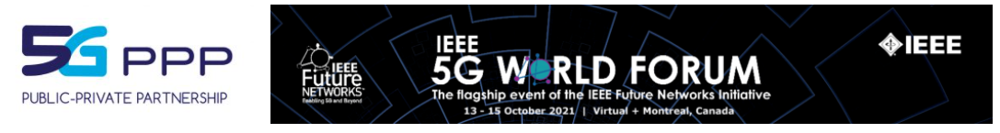 5G PPP
PUBLIC-PRIVATE PARTNERSHIP
IEEE
Future
NETWORKS™
Enabling 5G and Beyond
IEEE
5G WORLD FORUM
The flagship event of the IEEE Future Networks Initiative
13 - 15 October 2021 | Virtual + Montreal, Canada
IEEE